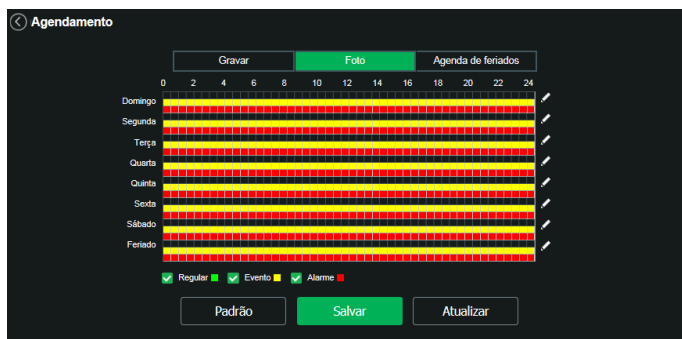 Agendamento
Gravar Foto Agenda de feriados
0 2 4 6 8 10 12 14 16 18 20 22 24
Domingo
Segunda
Terça
Quarta
Quinta
Sexta
Sábado
Feriado
Regular Evento Alarme
Padrão Salvar Atualizar